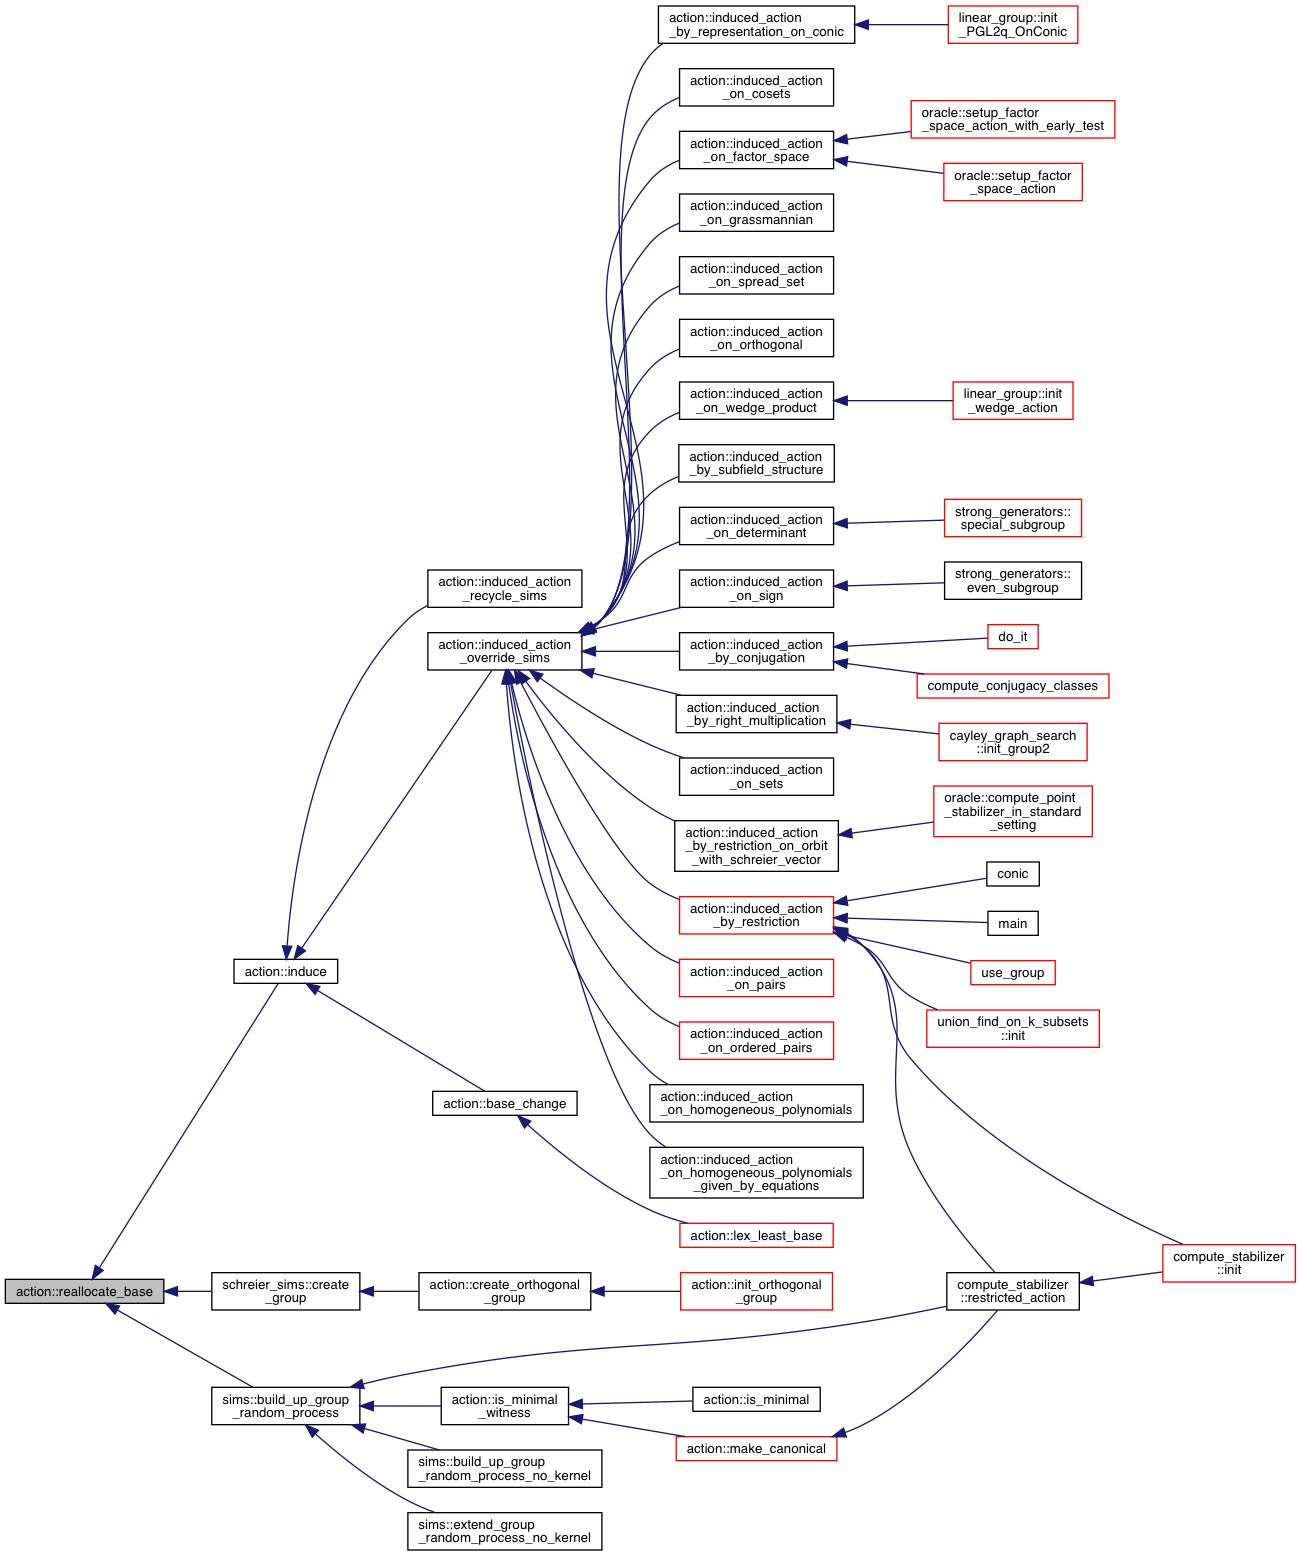 action::induced_action
_by_representation_on_conic
linear_group::init
_PGL2q_OnConic
action::induced_action
_on_cosets
oracle::setup_factor
_space_action_with_early_test
action::induced_action
_on_factor_space
oracle::setup_factor
_space_action
action::induced_action
_on_grassmannian
action::induced_action
_on_spread_set
action::induced_action
_on_orthogonal
action::induced_action
_on_wedge_product
linear_group::init
_wedge_action
action::induced_action
_by_subfield_structure
action::induced_action
_on_determinant
strong_generators::
special_subgroup
action::induced_action
_recycle_sims
action::induced_action
_on_sign
strong_generators::
even_subgroup
action::induced_action
_override_sims
action::induced_action
_by_conjugation
do_it
compute_conjugacy_classes
action::induced_action
_by_right_multiplication
cayley_graph_search
::init_group2
action::induced_action
_on_sets
oracle::compute_point
_stabilizer_in_standard
_setting
action::induced_action
_by_restriction_on_orbit
_with_schreier_vector
conic
action::induced_action
_by_restriction
main
action::induce
use_group
action::induced_action
_on_pairs
union_find_on_k_subsets
::init
action::induced_action
_on_ordered_pairs
action::base_change
action::induced_action
_on_homogeneous_polynomials
action::induced_action
_on_homogeneous_polynomials
_given_by_equations
action::lex_least_base
compute_stabilizer
::init
action::reallocate_base
schreier_sims::create
_group
action::create_orthogonal
_group
action::init_orthogonal
_group
compute_stabilizer
::restricted_action
sims::build_up_group
_random_process
action::is_minimal
_witness
action::is_minimal
action::make_canonical
sims::build_up_group
_random_process_no_kernel
sims::extend_group
_random_process_no_kernel